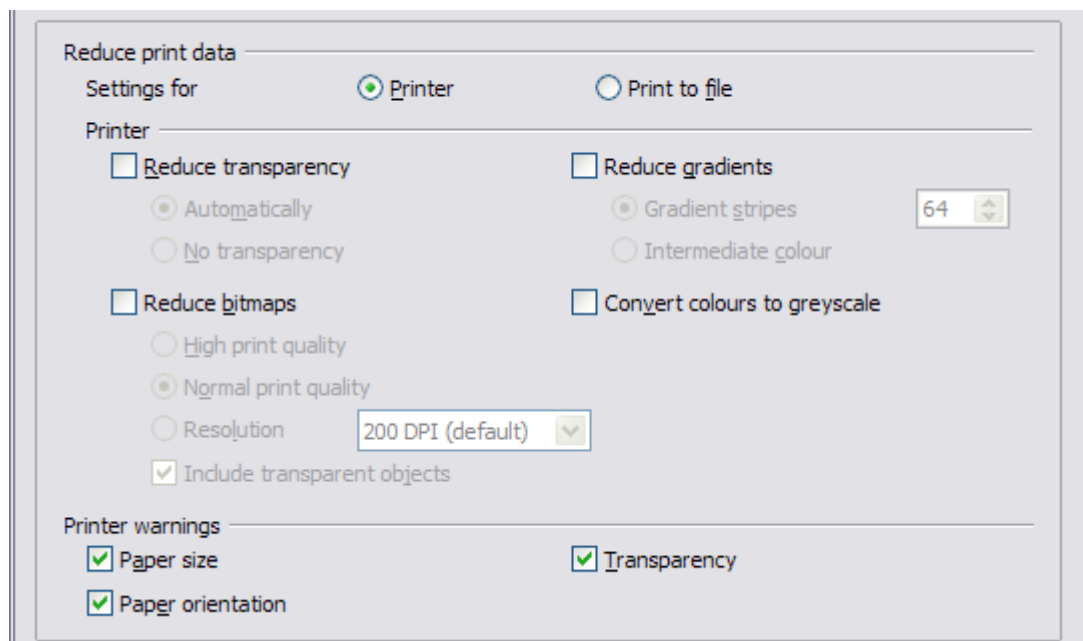 Reduce print data
Settings for Printer Print to file
Printer
Reduce transparency Reduce gradients
Automatically Gradient stripes 64
No transparency Intermediate colour
Reduce bitmaps Convert colours to greyscale
High print quality
Normal print quality
Resolution 200 DPI (default)
Include transparent objects
Printer warnings
Paper size Transparency
Paper orientation